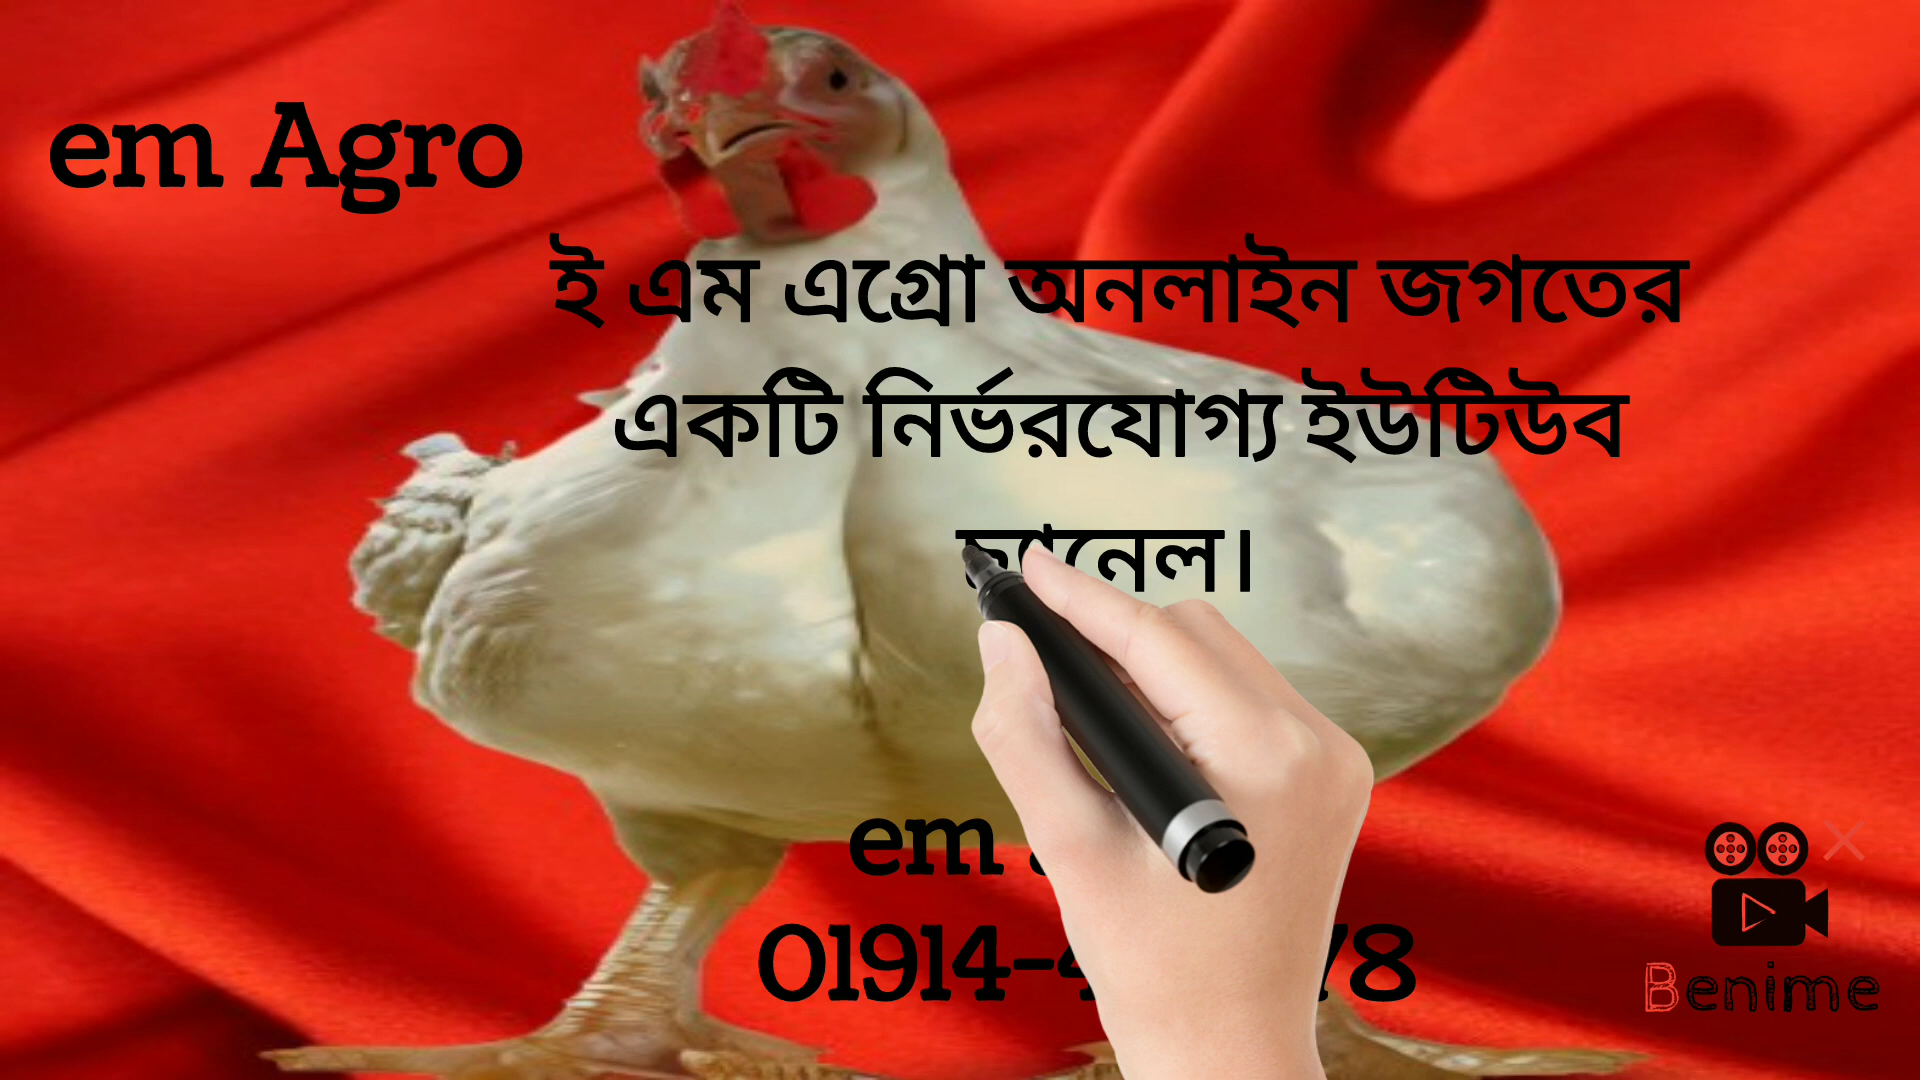 em Agro
ই এম এগ্রো অনলাইন জগতের
একটি নির্ভরযোগ্য ইউটিউব
চ্যানেল।
em
Benime